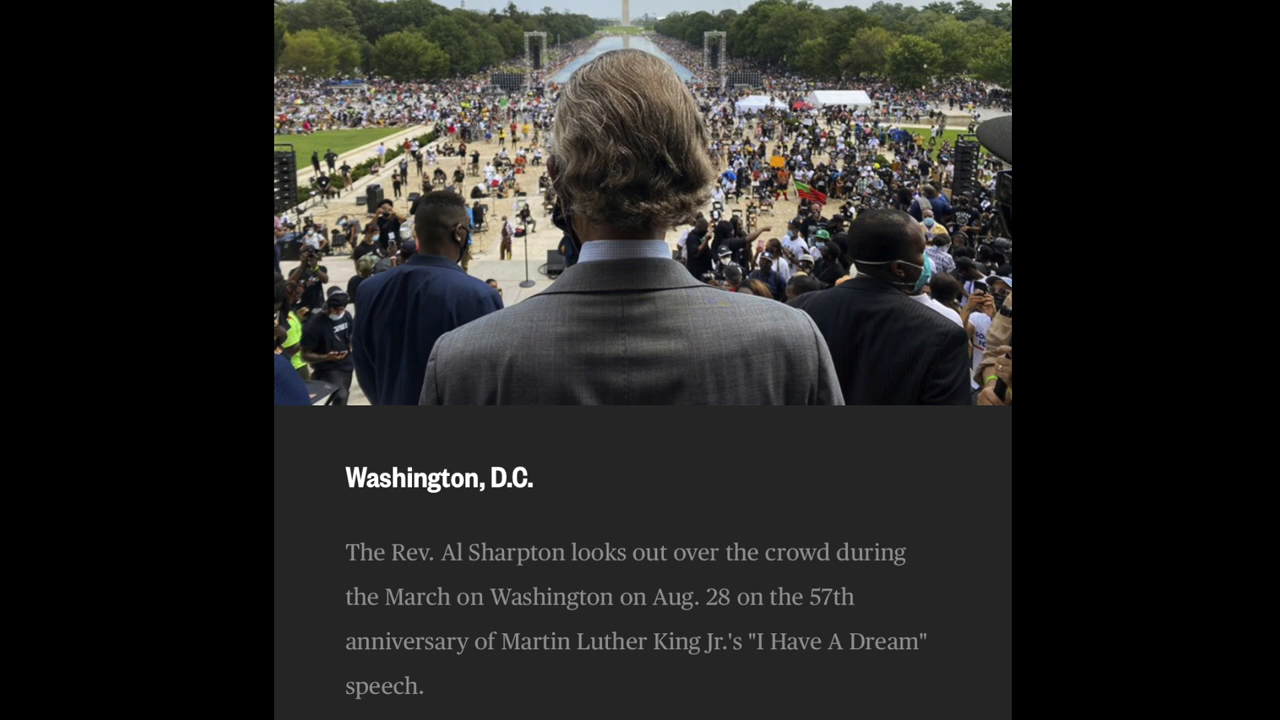 Washington, D.C.
The Rev. Al Sharpton looks out over the crowd during
the March on Washington on Aug. 28 on the 57th
anniversary of Martin Luther King Jr.'s "I Have A Dream"
speech.